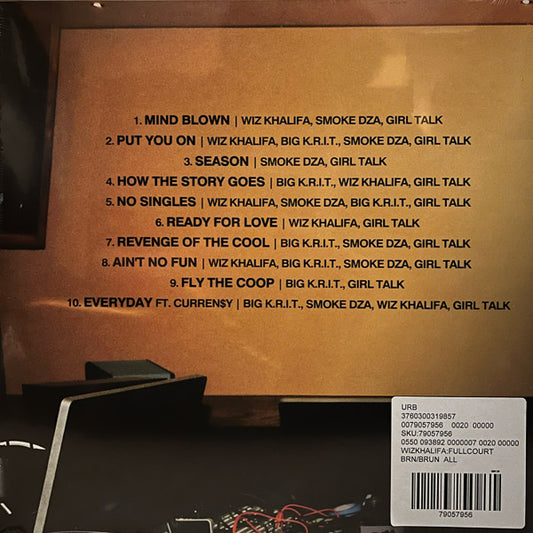 1. MIND BLOWN | WIZ KHALIFA, SMOKE DZA, GIRL TALK
2. PUT YOU ON | WIZ KHALIFA, BIG K.R.I.T., SMOKE DZA, GIRL TALK
3. SEASON | SMOKE DZA, GIRL TALK
4. HOW THE STORY GOES | BIG K.R.I.T., WIZ KHALIFA, GIRL TALK
5. NO SINGLES | WIZ KHALIFA, SMOKE DZA, BIG K.R.I.T., GIRL TALK
6. READY FOR LOVE | WIZ KHALIFA, GIRL TALK
7. REVENGE OF THE COOL | BIG K.R.I.T., SMOKE DZA, GIRL TALK
8. AIN'T NO FUN | WIZ KHALIFA, BIG K.R.I.T., SMOKE DZA, GIRL TALK
9. FLY THE COOP | BIG K.R.I.T., GIRL TALK
10. EVERYDAY FT. CURREN$Y | BIG K.R.I.T., SMOKE DZA, WIZ KHALIFA, GIRL TALK
URB
3760300319857
0079057956 0020 00000
SKU:79057956
0550 093892 0000007 0020 00000
WIZKHALIFA:FULLCOURT
BRN/BRUN ALL
79057956